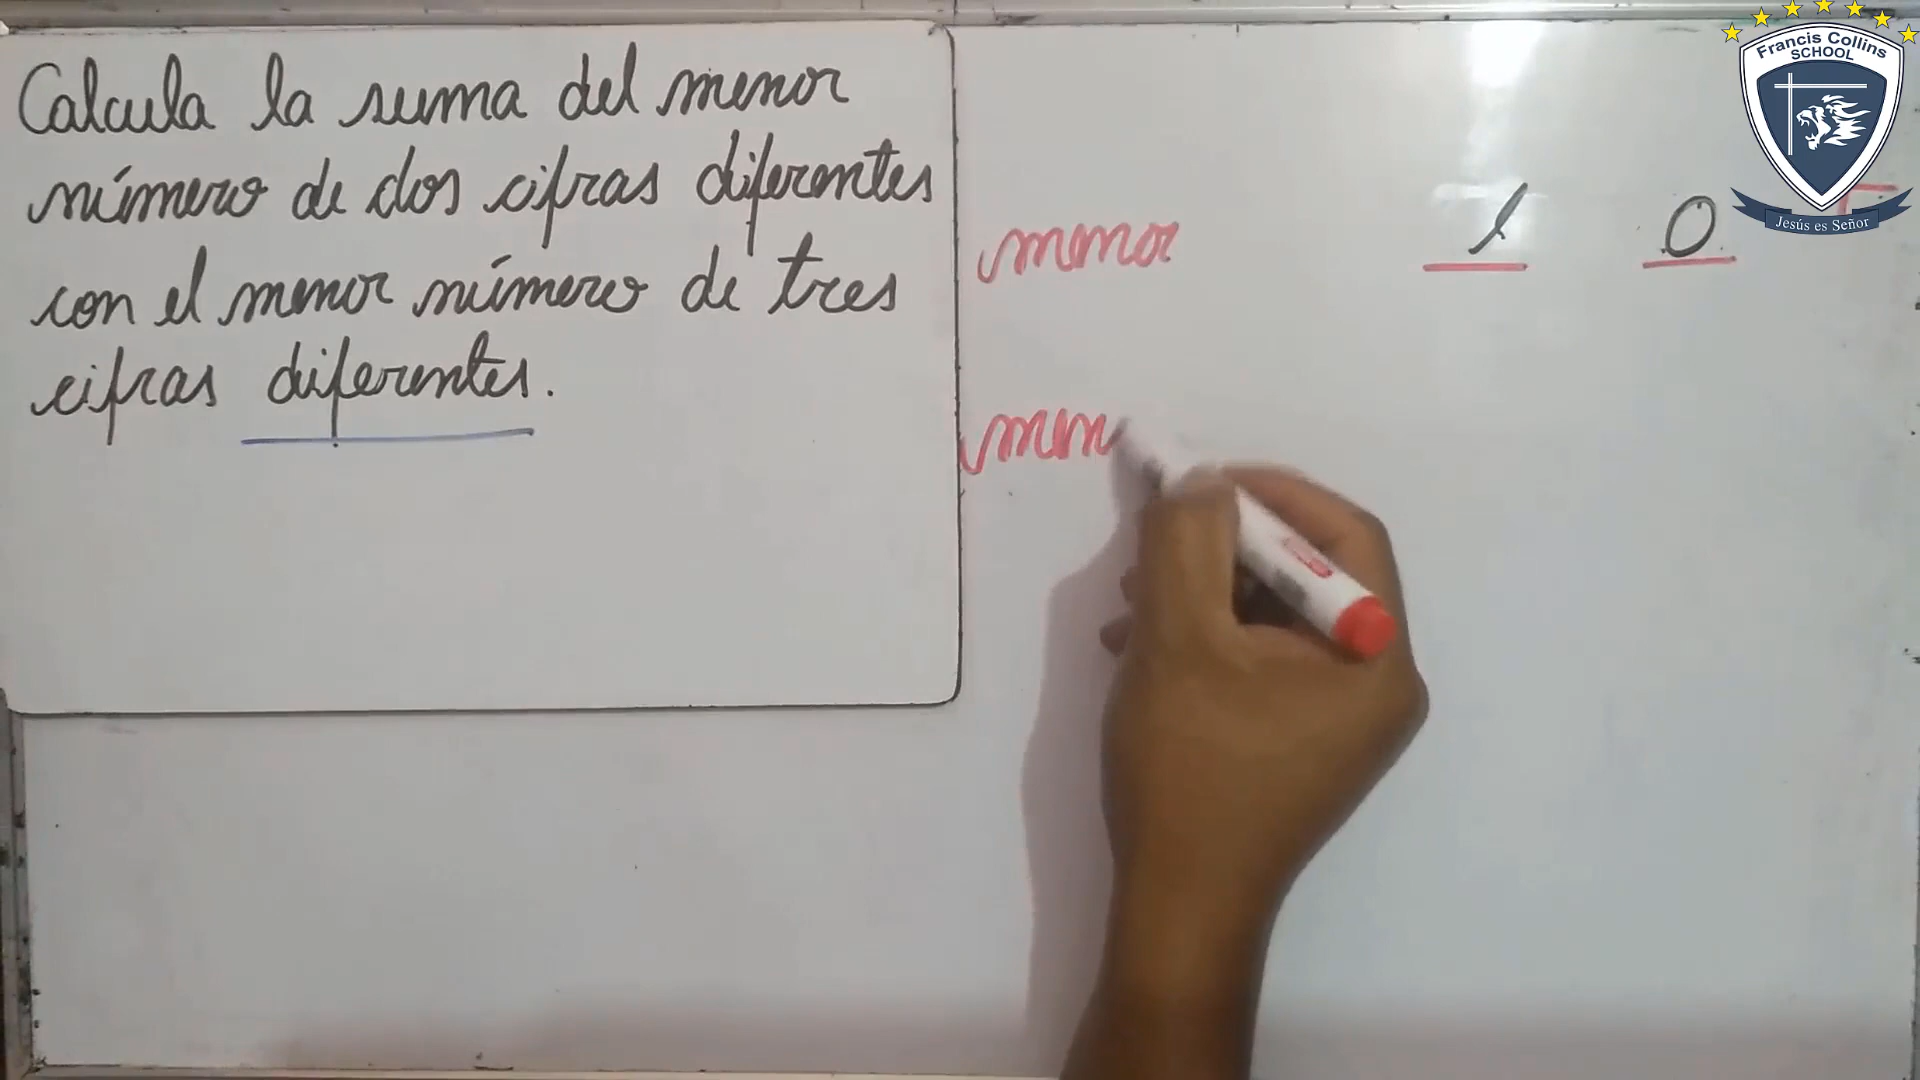 Calcula la suma del menor
número de dos cifras diferentes
con el menor número de tres
cifras diferentes.
menor 1 0
men
Francis Collins
SCHOOL
Jesús es Señor